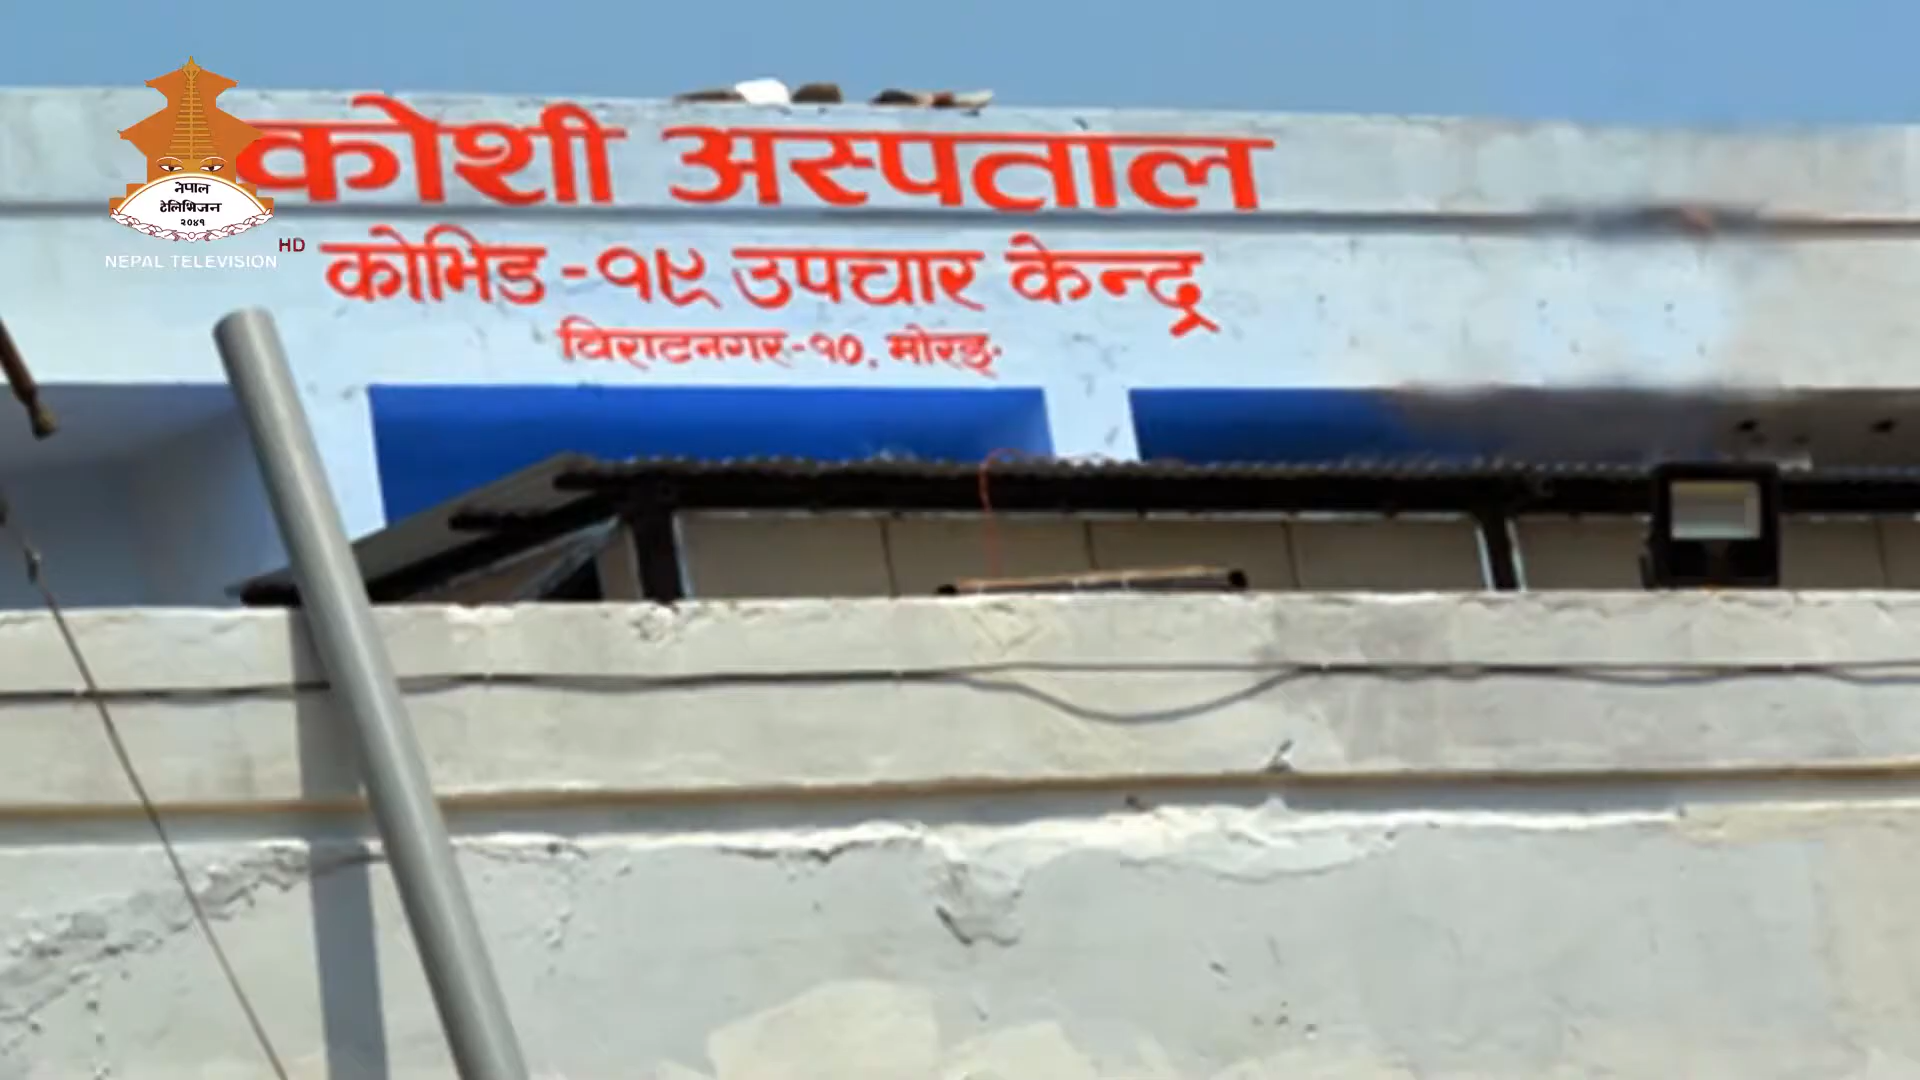 कोशी अस्पताल
कोभिड -१९ उपचार केन्द्र
विराटनगर-१०, मोरङ
नेपाल
टेलिभिजन
२०४१
NEPAL TELEVISION HD